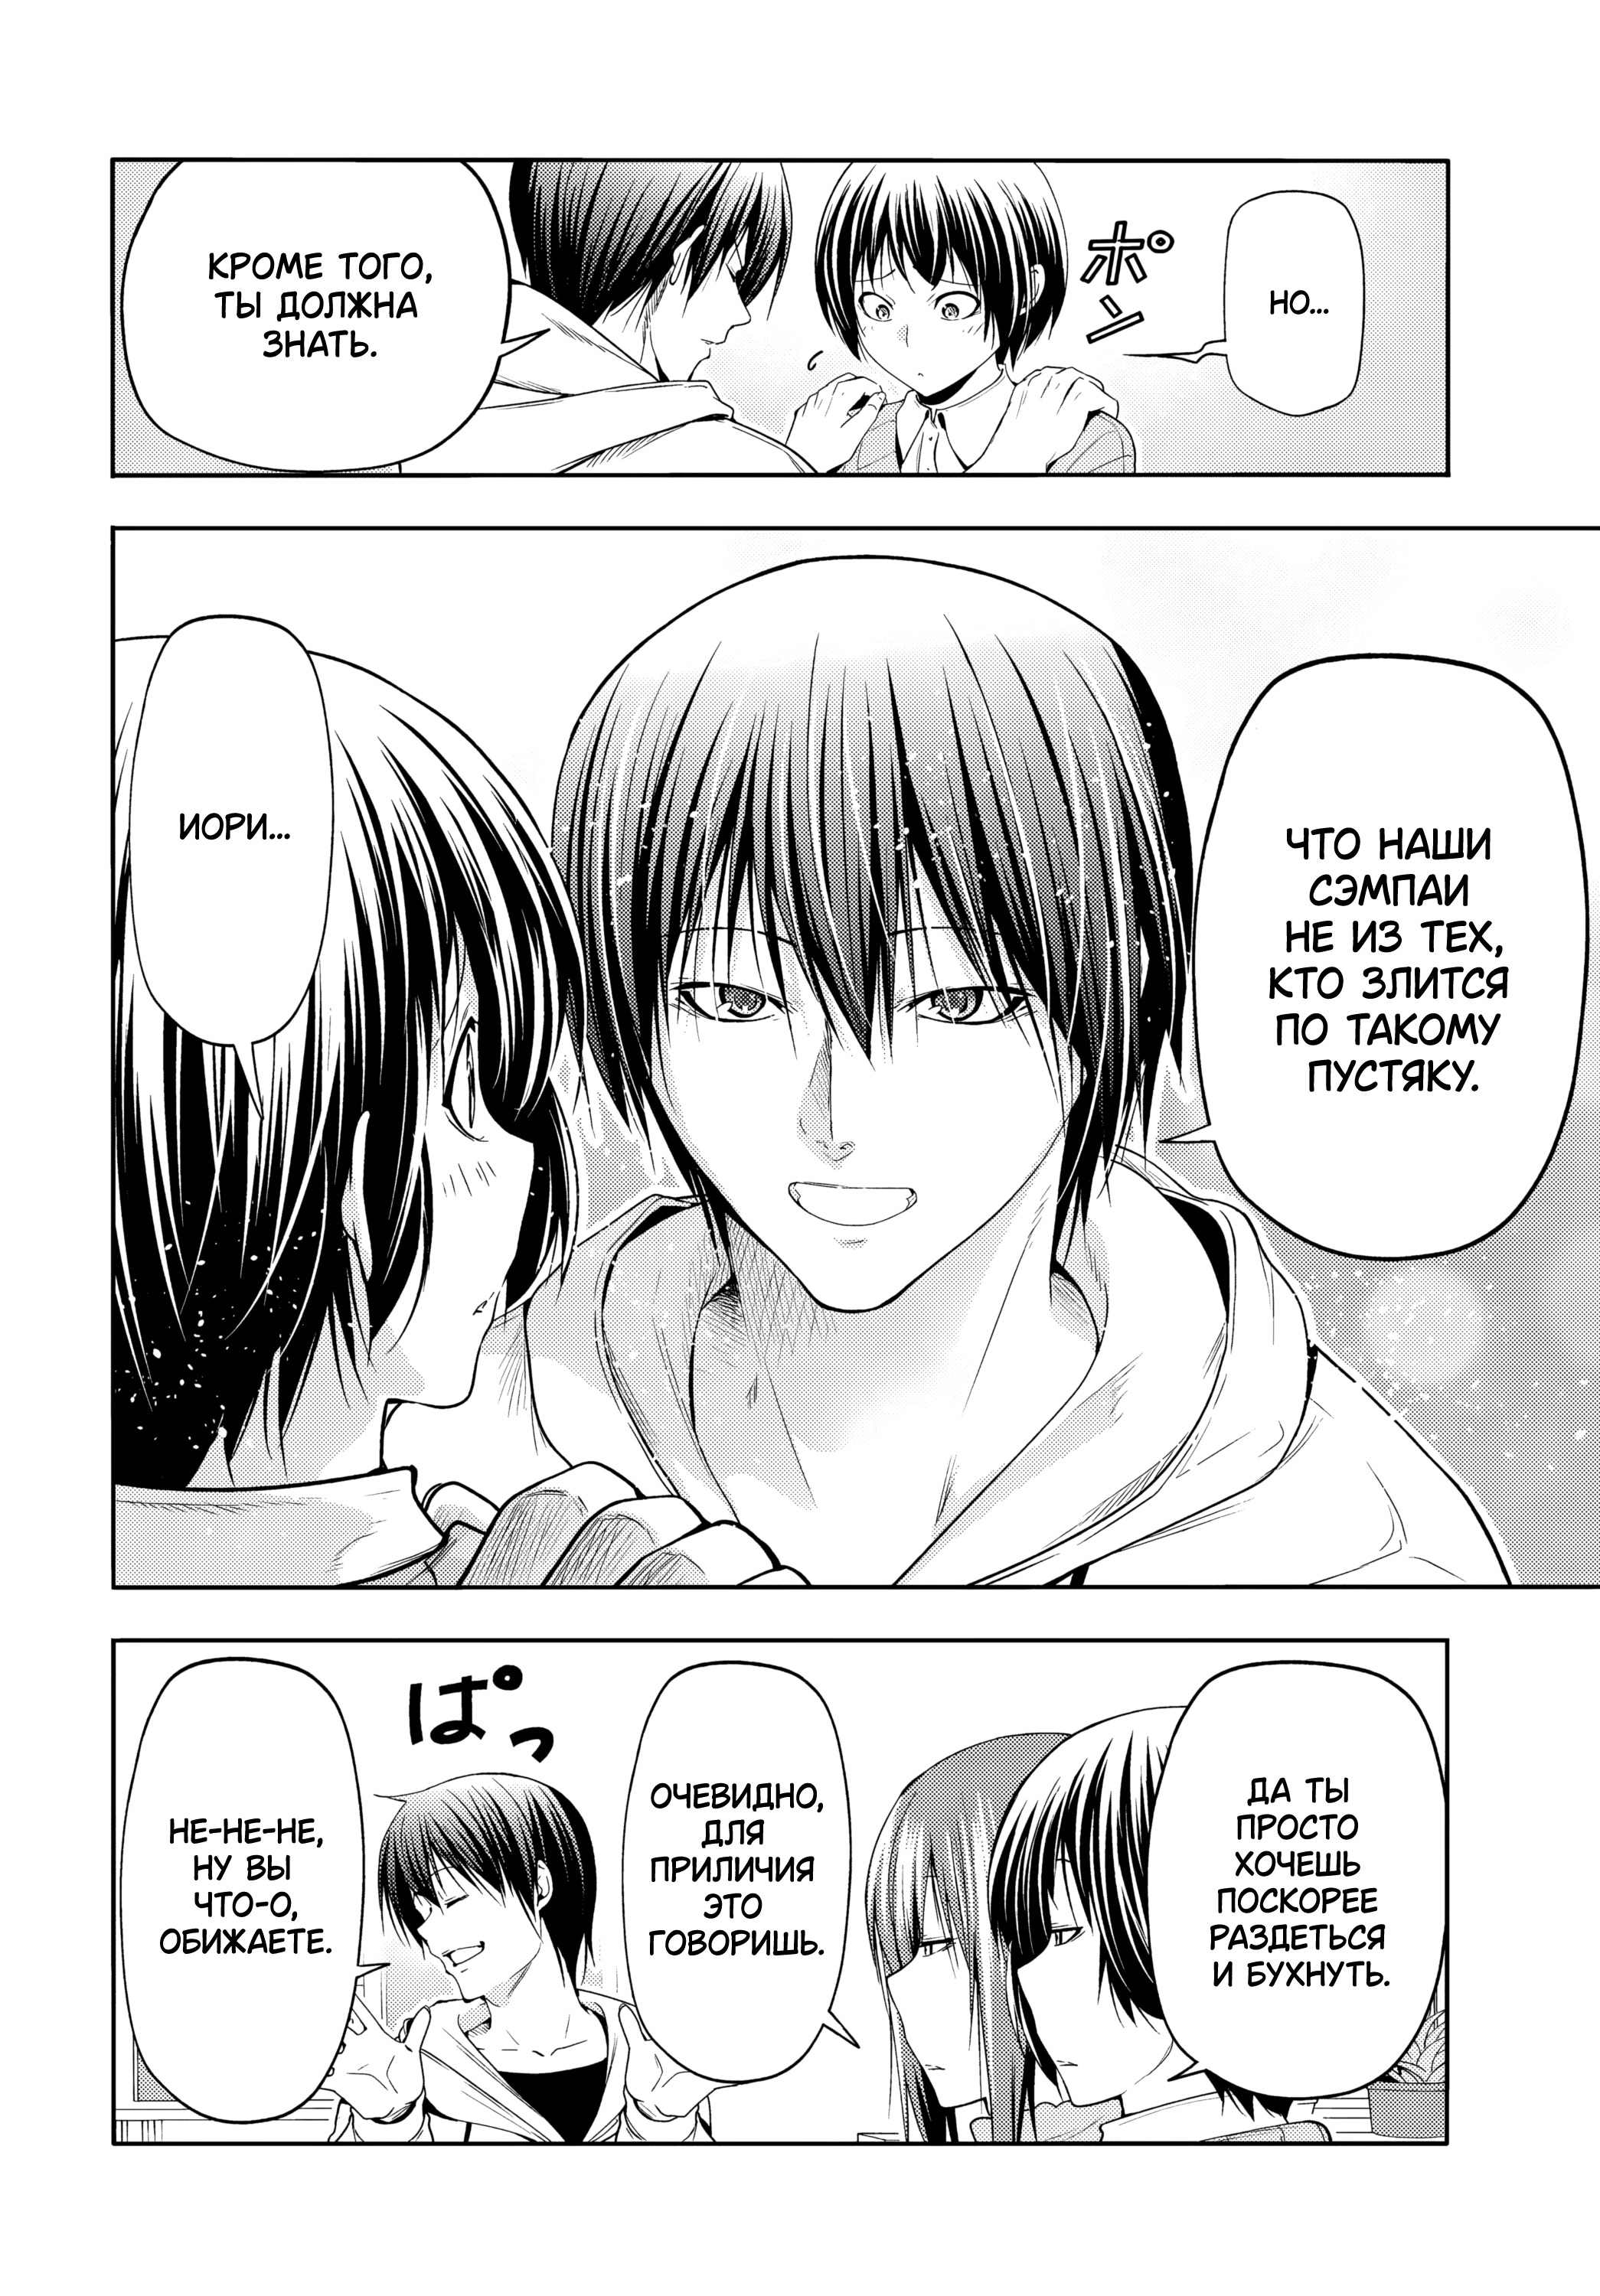 НО...
ポン
КРОМЕ ТОГО,
ТЫ ДОЛЖНА
ЗНАТЬ.
ЧТО НАШИ
СЭМПАИ
НЕ ИЗ ТЕХ,
КТО ЗЛИТСЯ
ПО ТАКОМУ
ПУСТЯКУ.
ИОРИ...
ДА ТЫ
ПРОСТО
ХОЧЕШЬ
ПОСКОРЕЕ
РАЗДЕТЬСЯ
И БУХНУТЬ.
ОЧЕВИДНО,
ДЛЯ
ПРИЛИЧИЯ
ЭТО
ГОВОРИШЬ.
ぱっ
НЕ-НЕ-НЕ,
НУ ВЫ
ЧТО-О,
ОБИЖАЕТЕ.